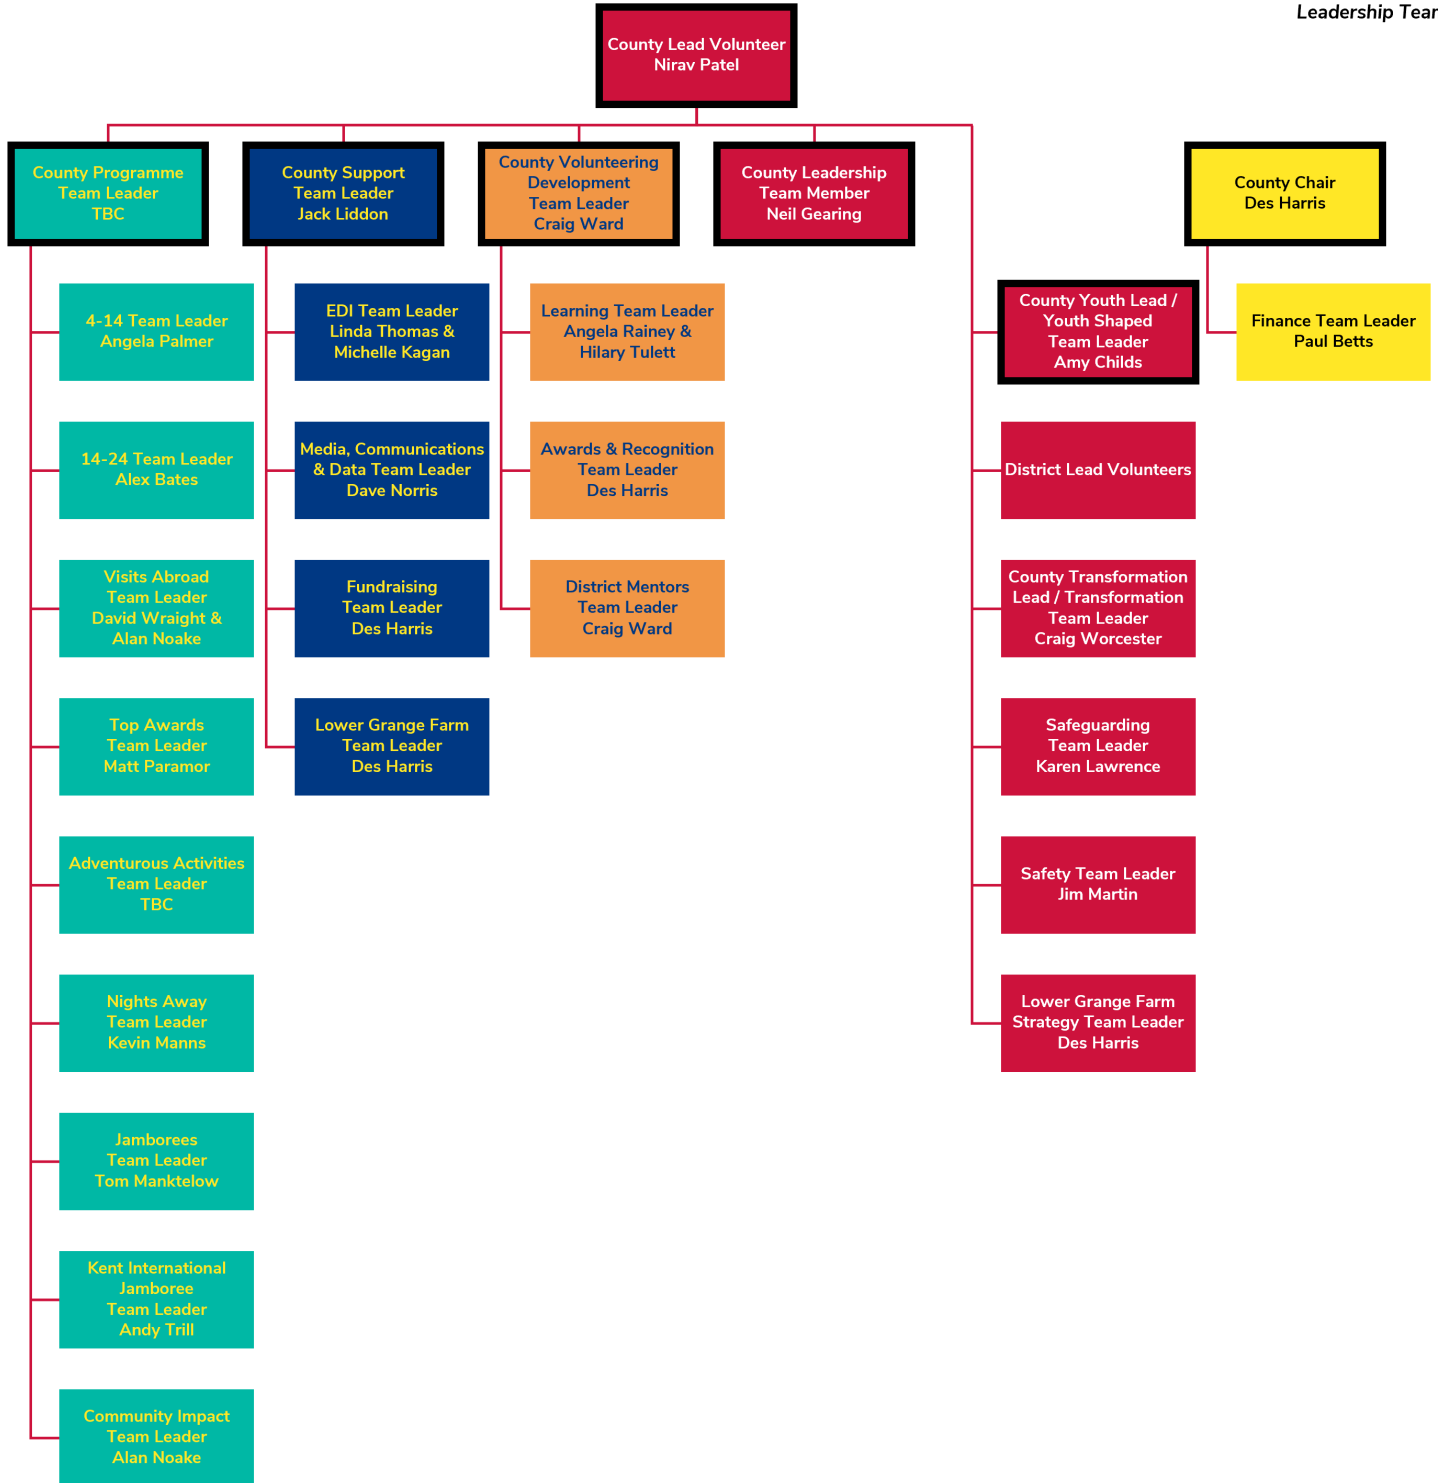 Leadership Tear
County Lead Volunteer
Nirav Patel
County Programme
Team Leader
TBC
County Support
Team Leader
Jack Liddon
County Volunteering
Development
Team Leader
Craig Ward
County Leadership
Team Member
Neil Gearing
County Chair
Des Harris
4-14 Team Leader
Angela Palmer
EDI Team Leader
Linda Thomas &
Michelle Kagan
Learning Team Leader
Angela Rainey &
Hilary Tulett
County Youth Lead /
Youth Shaped
Team Leader
Amy Childs
Finance Team Leader
Paul Betts
14-24 Team Leader
Alex Bates
Media, Communications
& Data Team Leader
Dave Norris
Awards & Recognition
Team Leader
Des Harris
District Lead Volunteers
Visits Abroad
Team Leader
David Wraight &
Alan Noake
Fundraising
Team Leader
Des Harris
District Mentors
Team Leader
Craig Ward
County Transformation
Lead / Transformation
Team Leader
Craig Worcester
Top Awards
Team Leader
Matt Paramor
Lower Grange Farm
Team Leader
Des Harris
Safeguarding
Team Leader
Karen Lawrence
Adventurous Activities
Team Leader
TBC
Safety Team Leader
Jim Martin
Nights Away
Team Leader
Kevin Manns
Lower Grange Farm
Strategy Team Leader
Des Harris
Jamborees
Team Leader
Tom Manktelow
Kent International
Jamboree
Team Leader
Andy Trill
Community Impact
Team Leader
Alan Noake